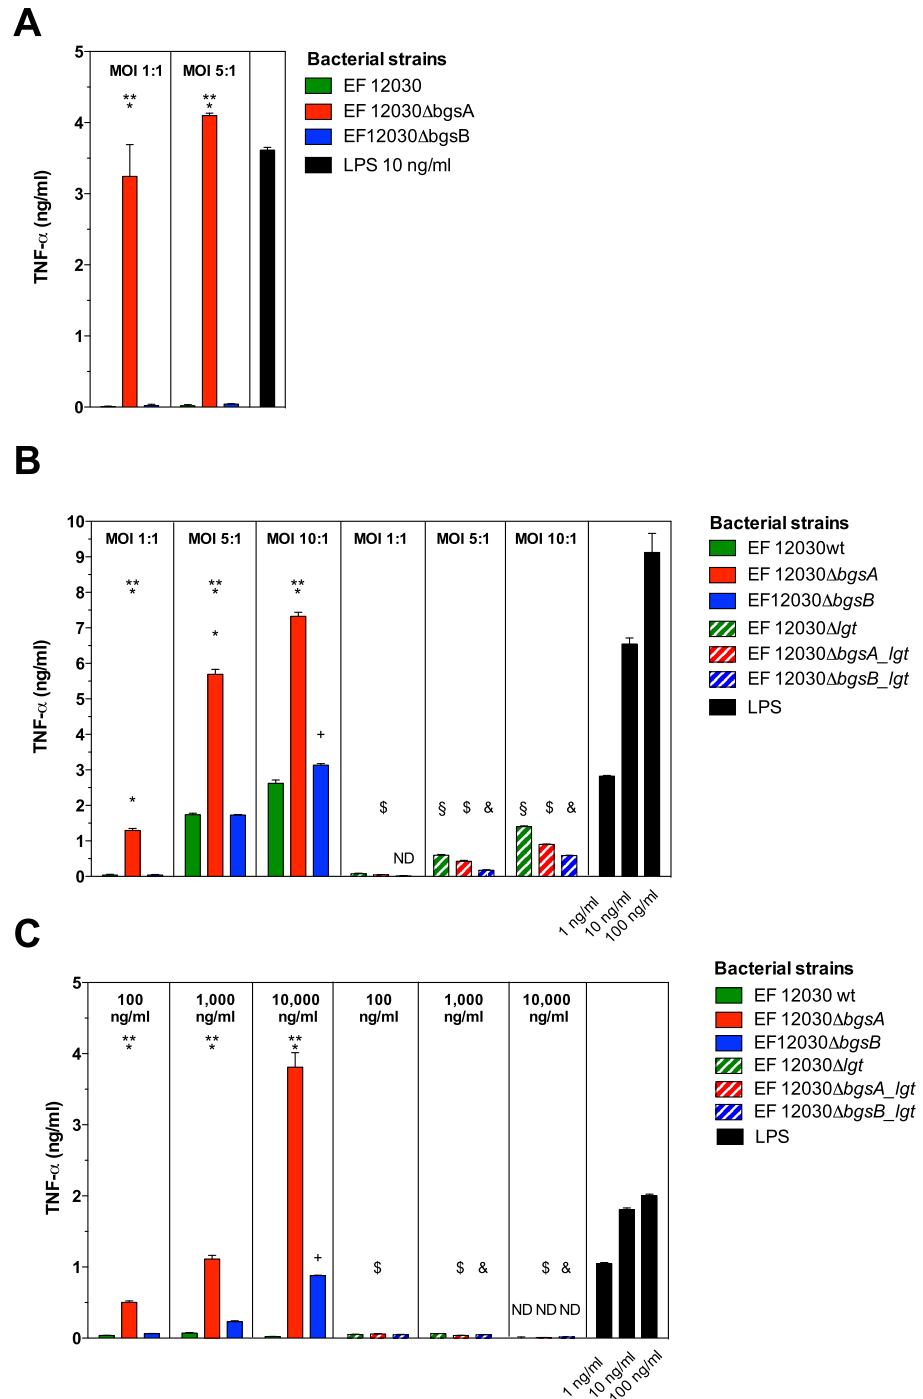 A
Bacterial strains
EF 12030
EF 12030ΔbgsA
EF12030ΔbgsB
LPS 10 ng/ml
MOI 1:1 MOI 5:1
** **
* *
TNF-α (ng/ml)
5
4
3
2
1
0
B
Bacterial strains
EF 12030wt
EF 12030ΔbgsA
EF12030ΔbgsB
EF 12030Δlgt
EF 12030ΔbgsA_lgt
EF 12030ΔbgsB_lgt
LPS
MOI 1:1 MOI 5:1 MOI 10:1 MOI 1:1 MOI 5:1 MOI 10:1
** ** **
* * *
*
+
* $ § $ & § $ &
ND
TNF-α (ng/ml)
10
9
8
7
6
5
4
3
2
1
0
1 ng/ml
10 ng/ml
100 ng/ml
C
Bacterial strains
EF 12030 wt
EF 12030ΔbgsA
EF12030ΔbgsB
EF 12030Δlgt
EF 12030ΔbgsA_lgt
EF 12030ΔbgsB_lgt
LPS
100 1,000 10,000 100 1,000 10,000
ng/ml ng/ml ng/ml ng/ml ng/ml ng/ml
** ** **
* * *
+
$ $ & $ &
ND ND ND
TNF-α (ng/ml)
5
4
3
2
1
0
1 ng/ml
10 ng/ml
100 ng/ml